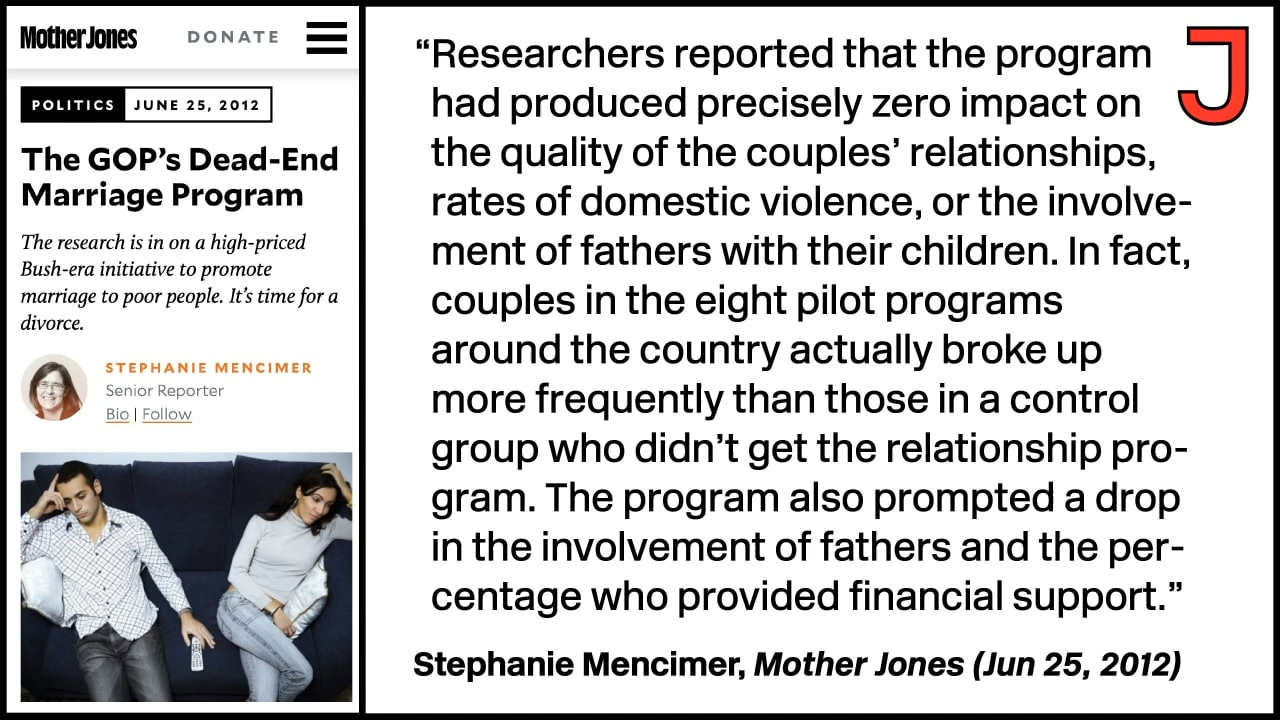 Mother Jones
DONATE
POLITICS JUNE 25, 2012
The GOP’s Dead-End
Marriage Program
The research is in on a high-priced
Bush-era initiative to promote
marriage to poor people. It’s time for a
divorce.
STEPHANIE MENCIMER
Senior Reporter
Bio | Follow
J
“Researchers reported that the program
had produced precisely zero impact on
the quality of the couples’ relationships,
rates of domestic violence, or the involve-
ment of fathers with their children. In fact,
couples in the eight pilot programs
around the country actually broke up
more frequently than those in a control
group who didn’t get the relationship pro-
gram. The program also prompted a drop
in the involvement of fathers and the per-
centage who provided financial support.”
Stephanie Mencimer, Mother Jones (Jun 25, 2012)